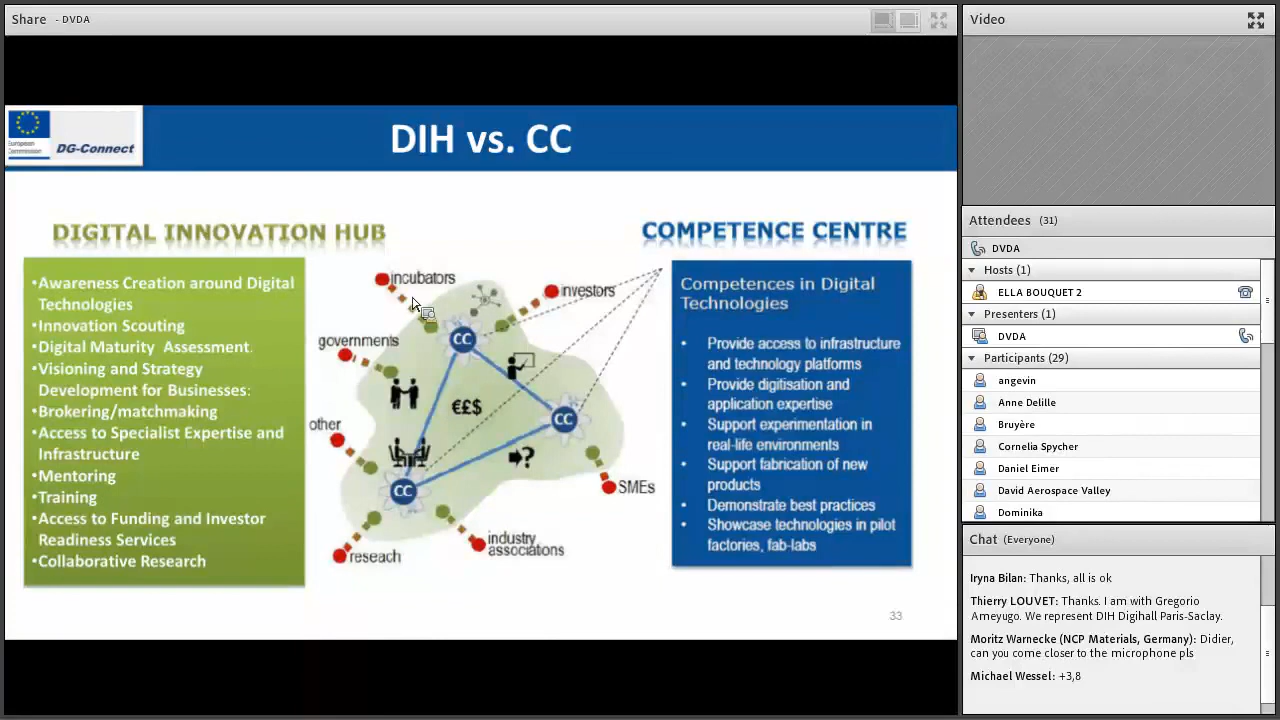 Share - DVDA
DIH vs. CC
European
Commission
DG-Connect
DIGITAL INNOVATION HUB
•Awareness Creation around Digital
Technologies
•Innovation Scouting
•Digital Maturity Assessment.
•Visioning and Strategy
Development for Businesses:
•Brokering/matchmaking
•Access to Specialist Expertise and
Infrastructure
•Mentoring
•Training
•Access to Funding and Investor
Readiness Services
•Collaborative Research
incubators
investors
governments
CC
€£$
other
CC
CC
SMEs
industry
associations
reseach
COMPETENCE CENTRE
Competences in Digital
Technologies
• Provide access to infrastructure
and technology platforms
• Provide digitisation and
application expertise
• Support experimentation in
real-life environments
• Support fabrication of new
products
• Demonstrate best practices
• Showcase technologies in pilot
factories, fab-labs
33
Video
Attendees (31)
DVDA
Hosts (1)
ELLA BOUQUET 2
Presenters (1)
DVDA
Participants (29)
angevin
Anne Delille
Bruyère
Cornelia Spycher
Daniel Eimer
David Aerospace Valley
Dominika
Chat (Everyone)
Iryna Bilan: Thanks, all is ok
Thierry LOUVET: Thanks. I am with Gregorio
Ameyugo. We represent DIH Digihall Paris-Saclay.
Moritz Warnecke (NCP Materials, Germany): Didier,
can you come closer to the microphone pls
Michael Wessel: +3,8